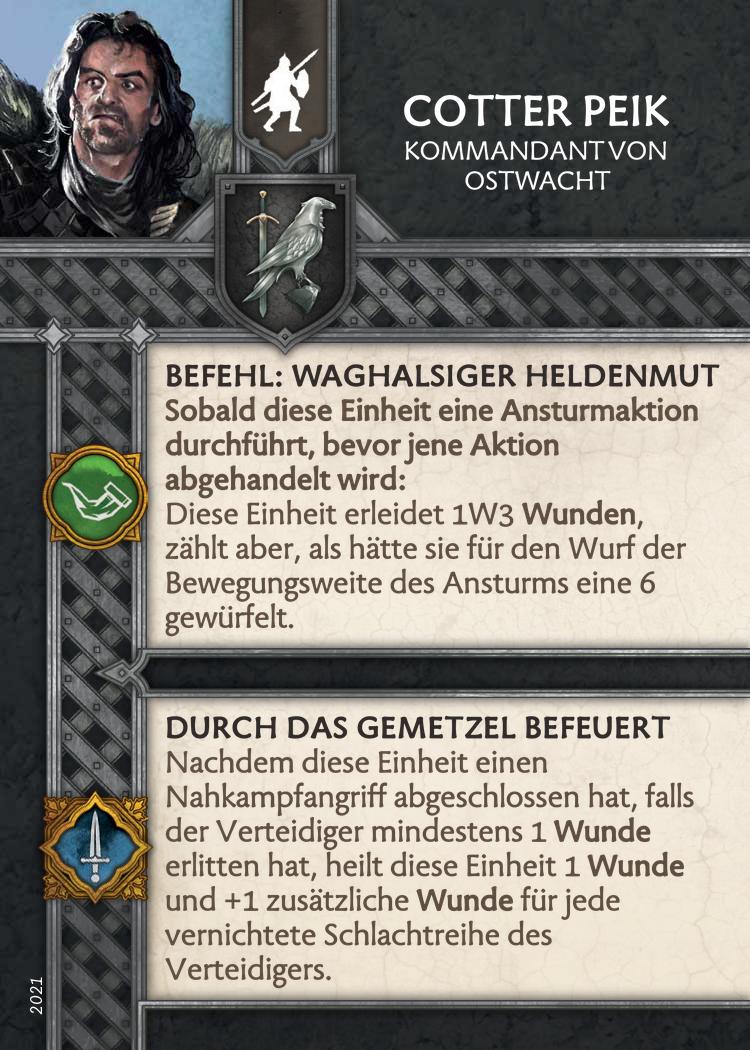 COTTER PEIK
KOMMANDANT VON
OSTWACHT
BEFEHL: WAGHALSIGER HELDENMUT
Sobald diese Einheit eine Ansturmaktion
durchführt, bevor jene Aktion
abgehandelt wird:
Diese Einheit erleidet 1W3 Wunden,
zählt aber, als hätte sie für den Wurf der
Bewegungsweite des Ansturms eine 6
gewürfelt.
DURCH DAS GEMETZEL BEFEUERT
Nachdem diese Einheit einen
Nahkampfangriff abgeschlossen hat, falls
der Verteidiger mindestens 1 Wunde
erlitten hat, heilt diese Einheit 1 Wunde
und +1 zusätzliche Wunde für jede
vernichtete Schlachtreihe des
Verteidigers.
2021